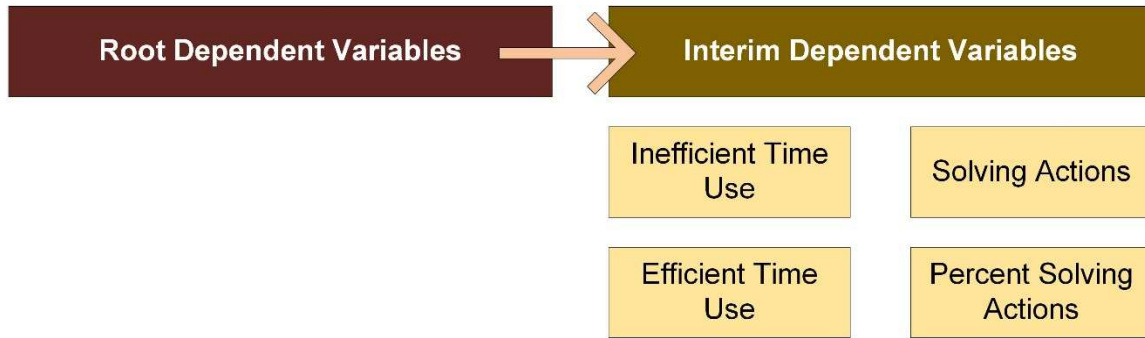 Root Dependent Variables
Interim Dependent Variables
Inefficient Time
Use
Solving Actions
Efficient Time
Use
Percent Solving
Actions